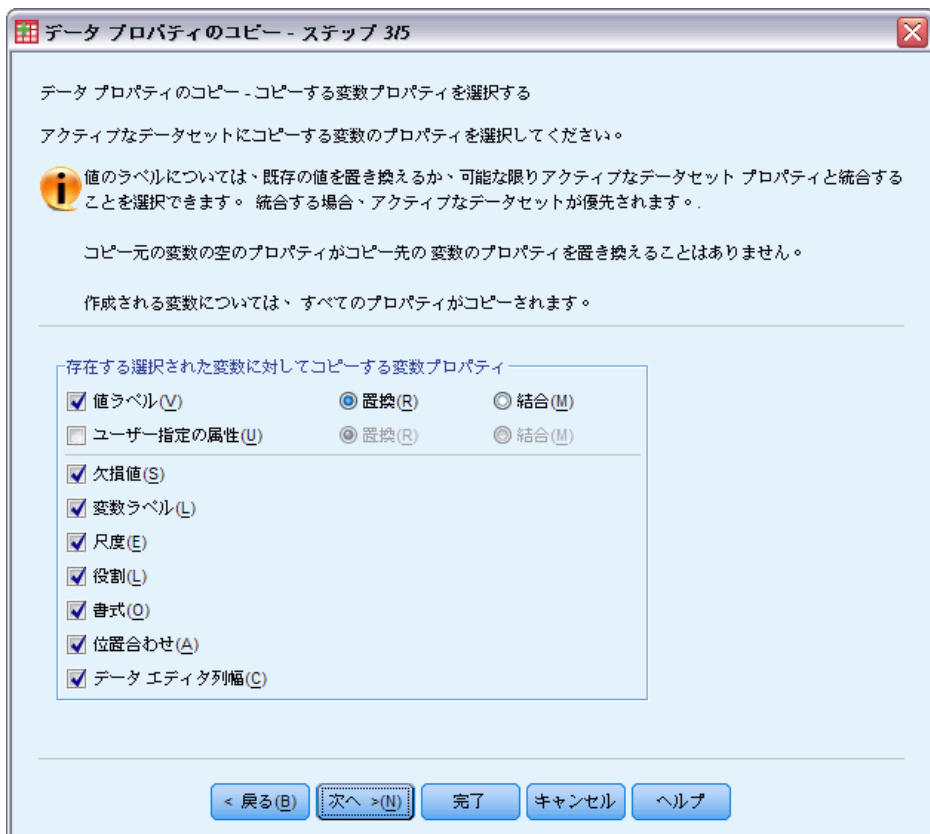 データ プロパティのコピー - ステップ 3/5
データ プロパティのコピー - コピーする変数プロパティを選択する
アクティブなデータセットにコピーする変数のプロパティを選択してください。
値のラベルについては、既存の値を置き換えるか、可能な限りアクティブなデータセット プロパティと統合する
ことを選択できます。 統合する場合、アクティブなデータセットが優先されます。.
コピー元の変数の空のプロパティがコピー先の 変数のプロパティを置き換えることはありません。
作成される変数については、 すべてのプロパティがコピーされます。
存在する選択された変数に対してコピーする変数プロパティ
値ラベル(V) 置換(R) 結合(M)
ユーザー指定の属性(U) 置換(R) 結合(M)
欠損値(S)
変数ラベル(L)
尺度(E)
役割(L)
書式(O)
位置合わせ(A)
データ エディタ列幅(C)
< 戻る(B) 次へ >(N) 完了 キャンセル ヘルプ